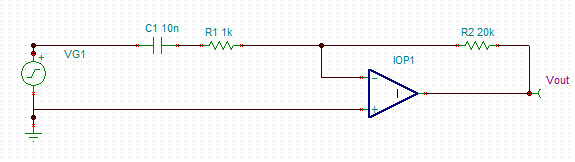 C1 10n
R1 1k
R2 20k
VG1
+
IOP1
-
+
I
Vout